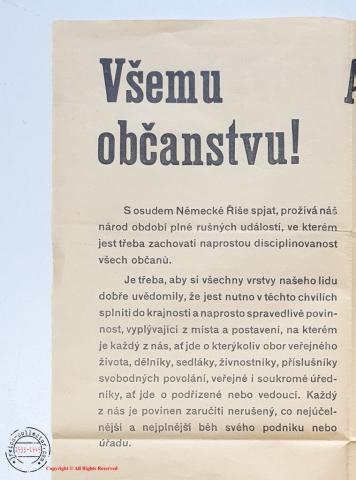 Všemu
občanstvu!
A
S osudem Německé Říše spjat, prožívá náš
národ období plné rušných událostí, ve kterém
jest třeba zachovati naprostou disciplinovanost
všech občanů.
Je třeba, aby si všechny vrstvy našeho lidu
dobře uvědomily, že jest nutno v těchto chvílích
splniti do krajnosti a naprosto spravedlivě povin-
nost, vyplývající z místa a postavení, na kterém
je každý z nás, ať jde o kterýkoliv obor veřejného
života, dělníky, sedláky, živnostníky, příslušníky
svobodných povolání, veřejné i soukromé úřed-
níky, ať jde o podřízené nebo vedoucí. Každý
z nás je povinen zaručiti nerušený, co nejúčel-
nější a nejplnější běh svého podniku nebo
úřadu.
1933-1945
Copyright © All Rights Reserved